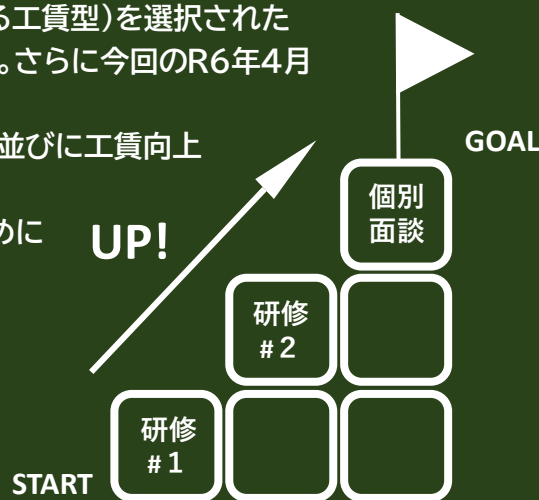 る工賃型)を選択された
。さらに今回のR6年4月
並びに工賃向上
めに
UP!
GOAL
個別
面談
研修
#2
研修
#1
START